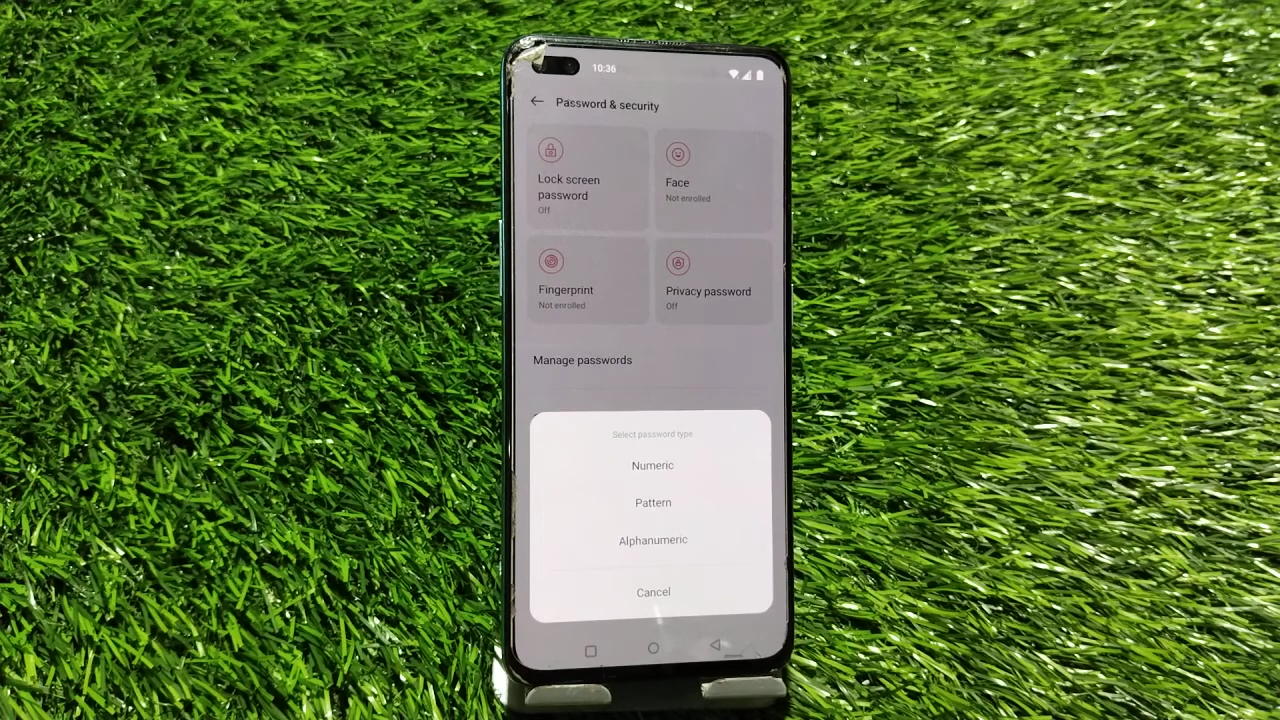 10:36
Password & security
Lock screen
password
Off
Face
Not enrolled
Fingerprint
Not enrolled
Privacy password
Off
Manage passwords
Select password type
Numeric
Pattern
Alphanumeric
Cancel